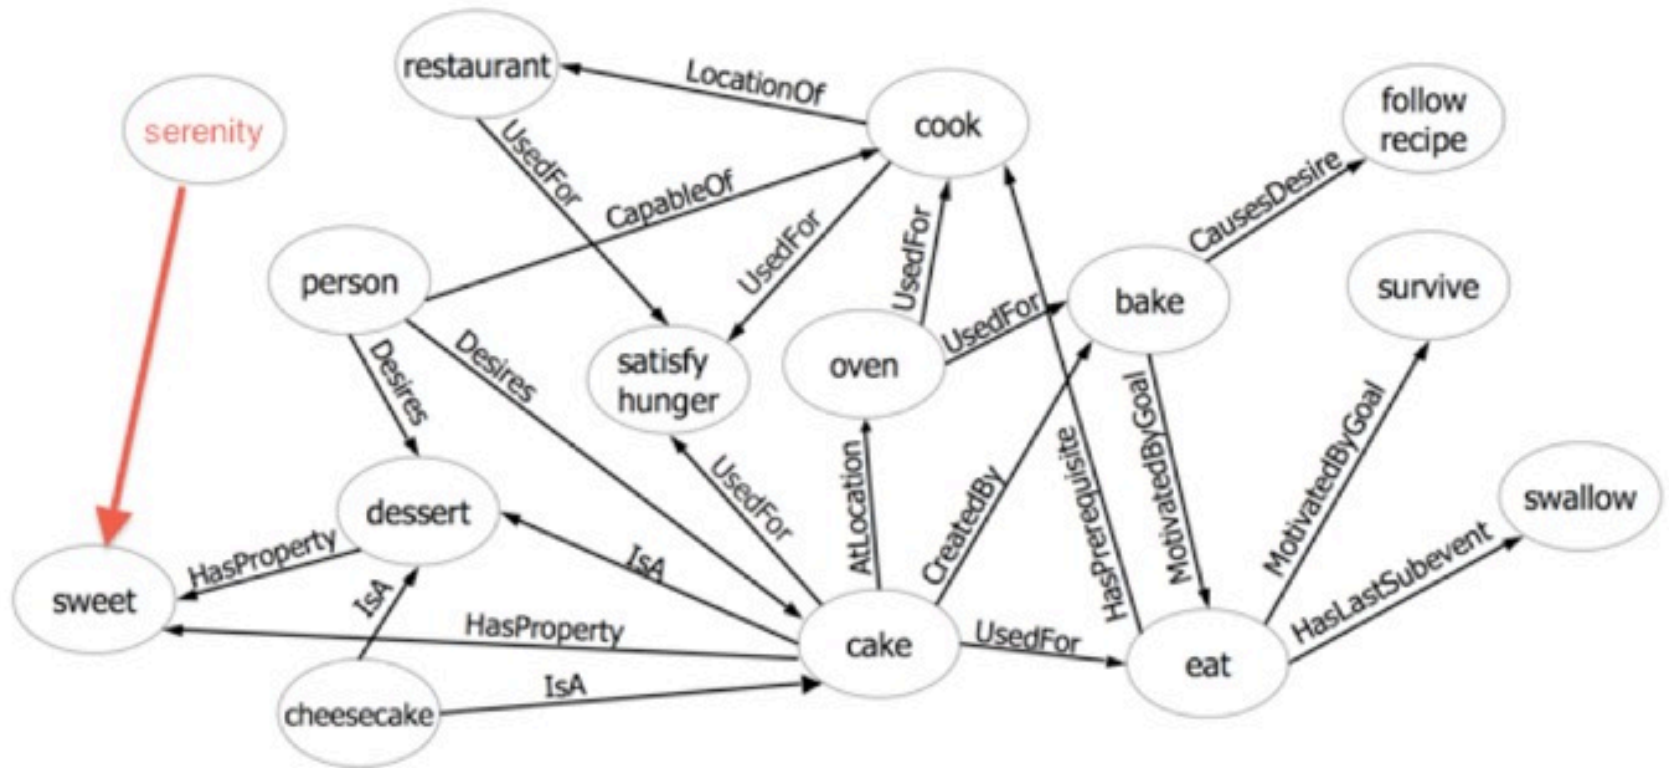 restaurant
LocationOf
cook
follow
recipe
serenity
UsedFor
CapableOf
UsedFor
UsedFor
CausesDesire
person
bake
survive
Desires
Desires
satisfy
hunger
oven
UsedFor
HasPrerequisite
MotivatedByGoal
MotivatedByGoal
dessert
UsedFor
AtLocation
CreatedBy
swallow
HasProperty
sweet
IsA
IsA
HasProperty
cake
UsedFor
eat
HasLastSubevent
cheesecake
IsA